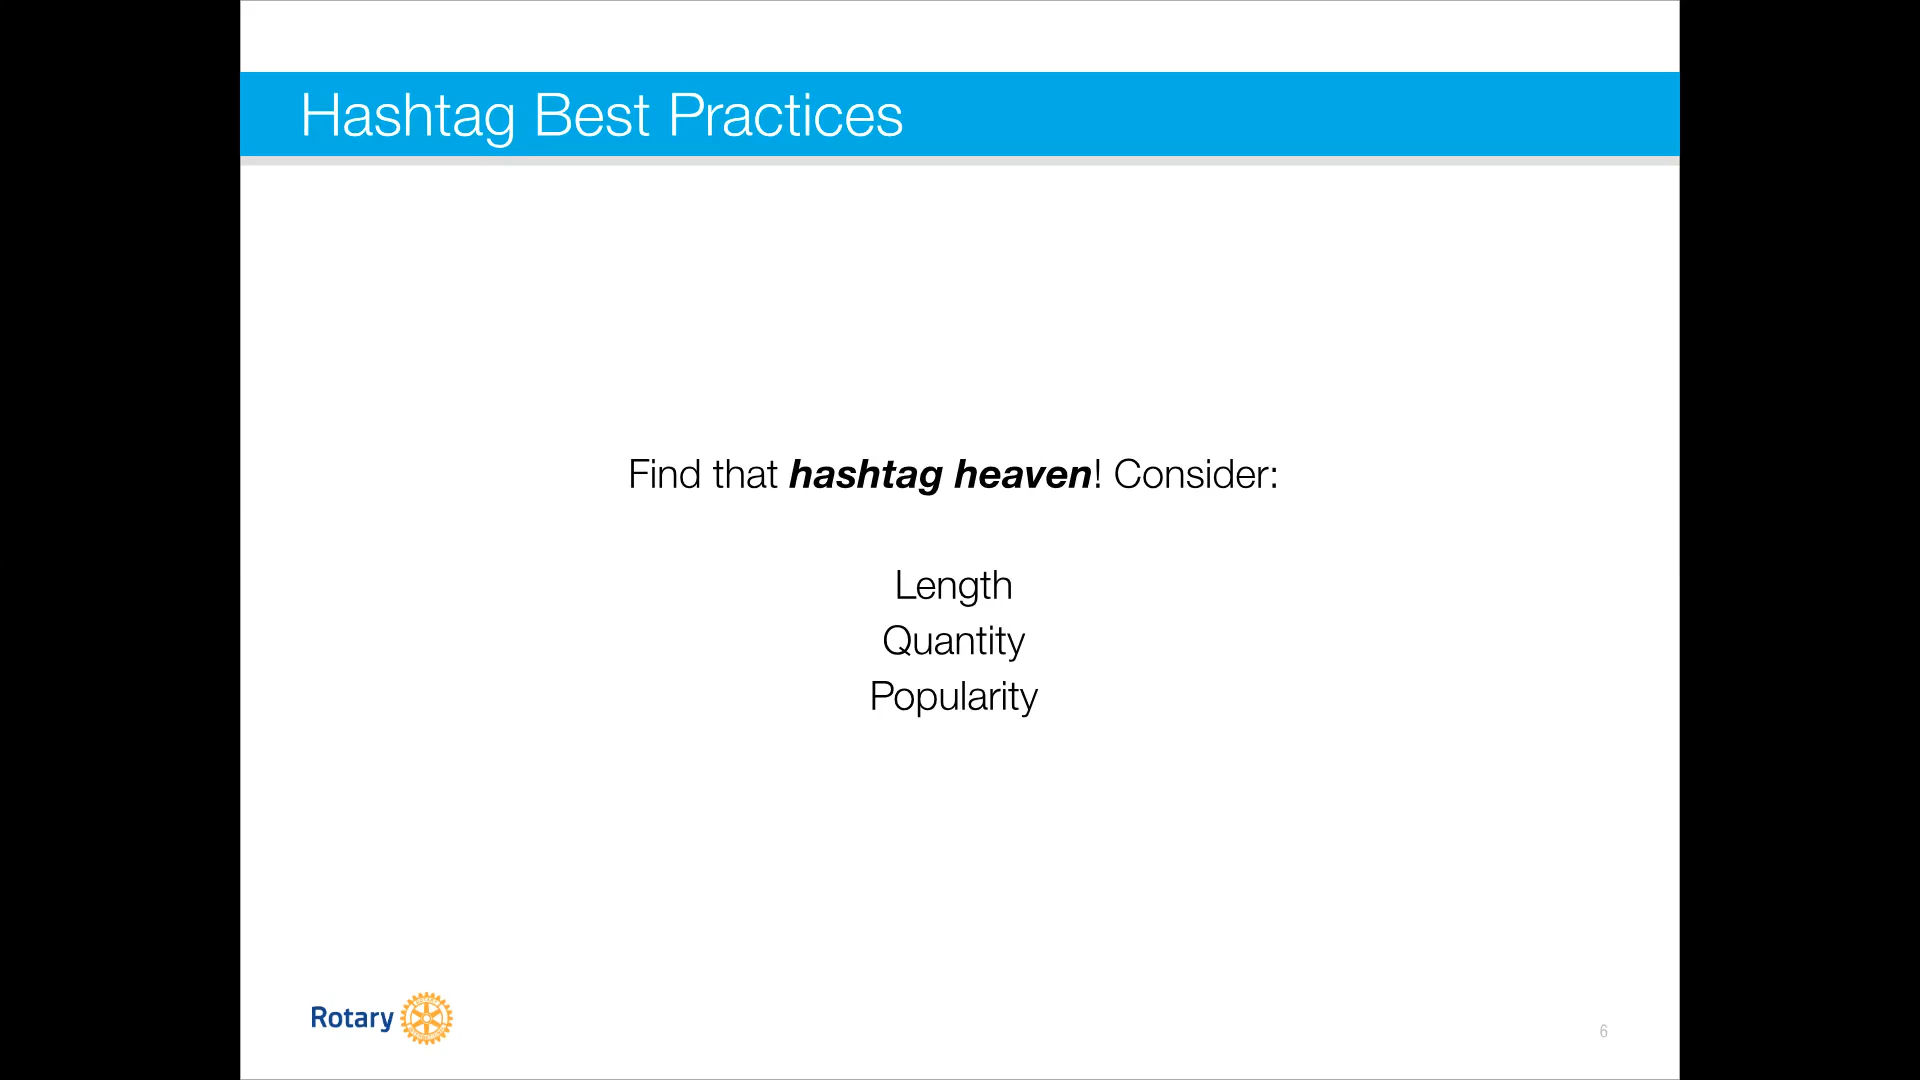 Hashtag Best Practices
Find that hashtag heaven! Consider:
Length
Quantity
Popularity
Rotary
6